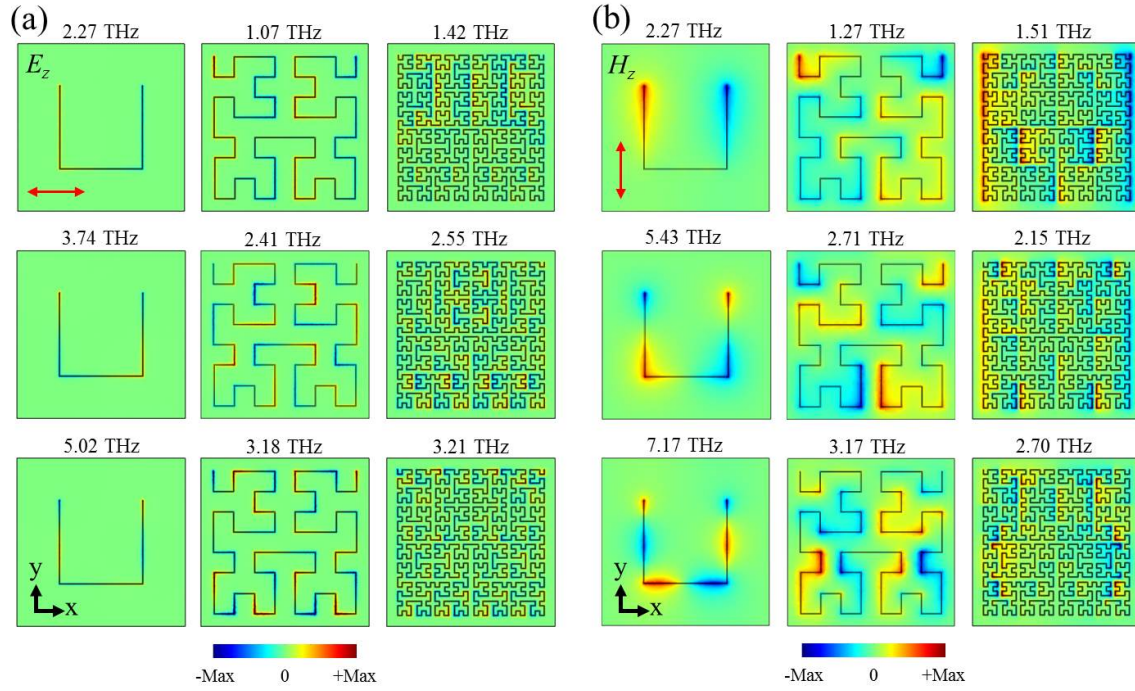 (a)
2.27 THz
1.07 THz
1.42 THz
E_z
3.74 THz
2.41 THz
2.55 THz
5.02 THz
3.18 THz
3.21 THz
y
x
-Max
0
+Max
(b)
2.27 THz
1.27 THz
1.51 THz
H_z
5.43 THz
2.71 THz
2.15 THz
7.17 THz
3.17 THz
2.70 THz
y
x
-Max
0
+Max